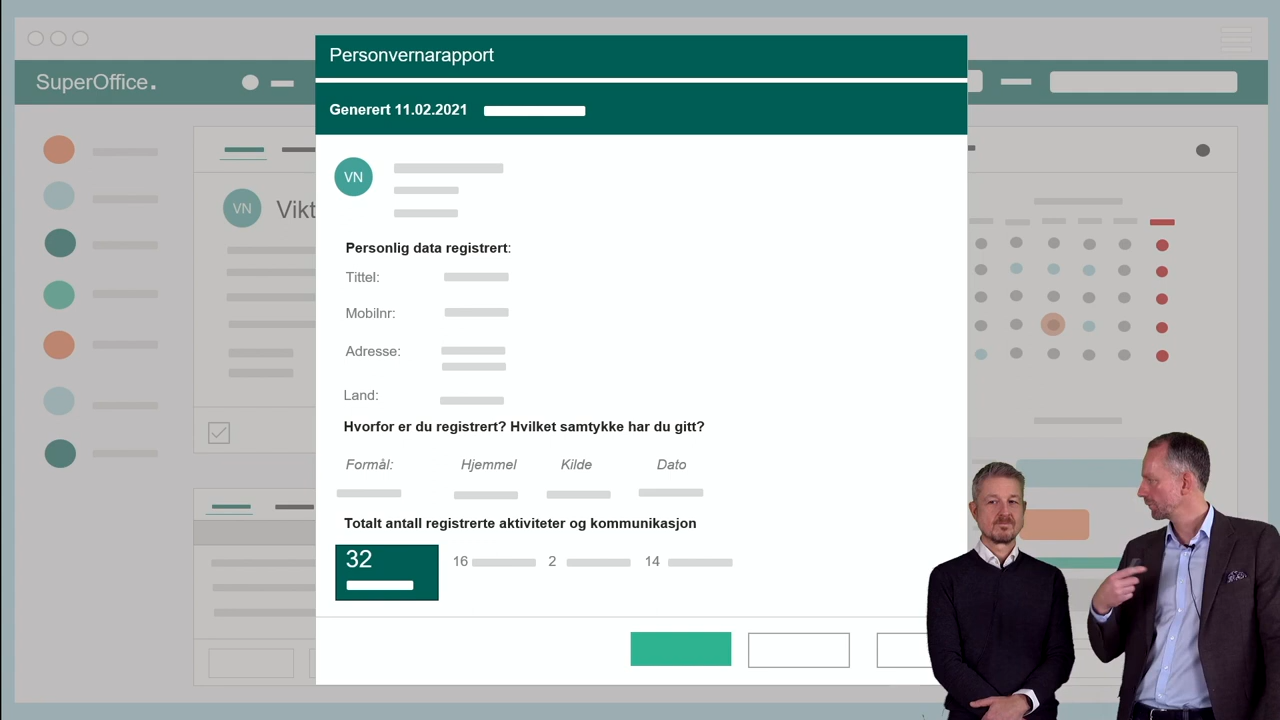 Personvernarapport
SuperOffice.
Generert 11.02.2021
VN
VN
Vikt
Personlig data registrert:
Tittel:
Mobilnr:
Adresse:
Land:
Hvorfor er du registrert? Hvilket samtykke har du gitt?
Formål: Hjemmel Kilde Dato
Totalt antall registrerte aktiviteter og kommunikasjon
32 16 2 14